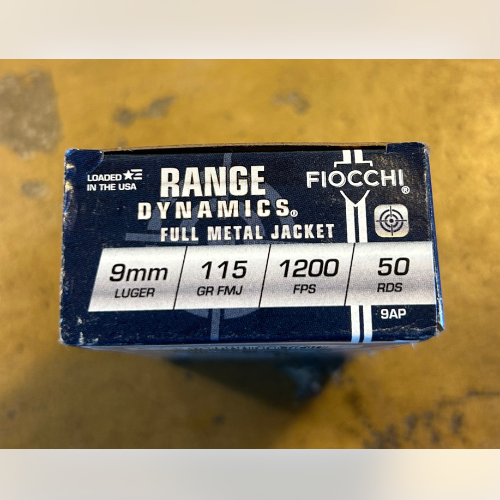 LOADED
IN THE USA
RANGE
DYNAMICS®
FULL METAL JACKET
FIOCCHI®
9mm
LUGER
115
GR FMJ
1200
FPS
50
RDS
9AP